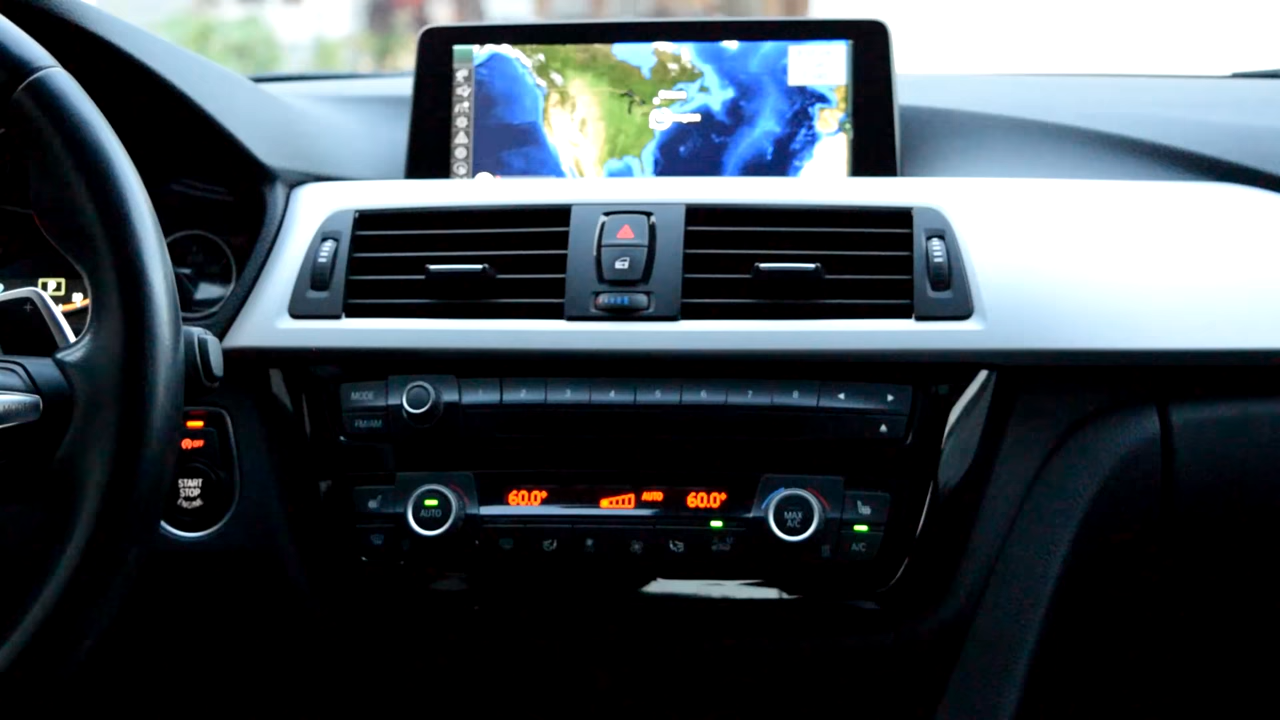 P
MODE
1 2 3 4 5 6 7 8
FM/AM
OFF
START
STOP
ENGINE
AUTO
60.0°
AUTO
60.0°
MAX
A/C
A/C